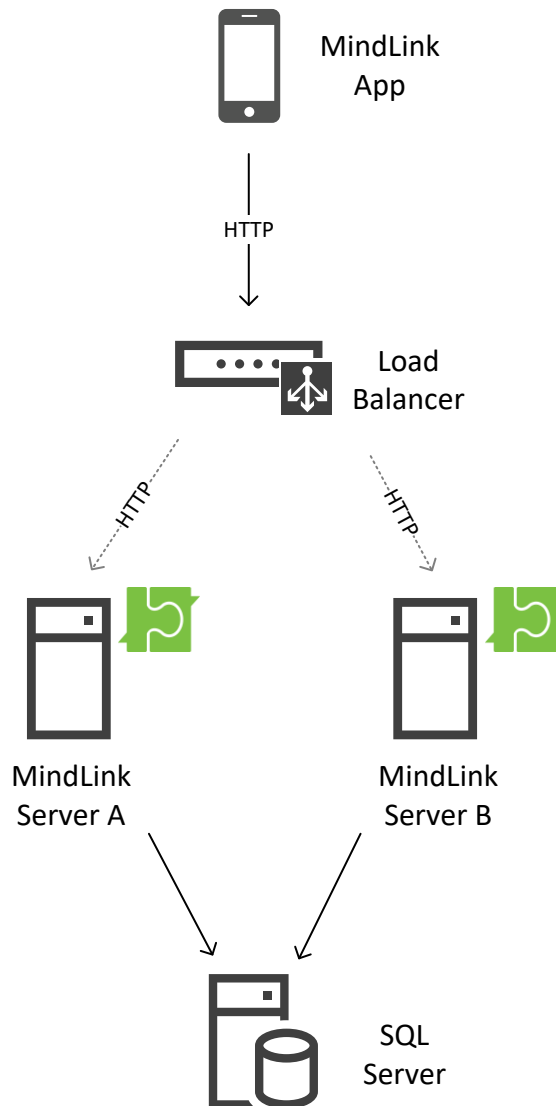 MindLink
App
HTTP
Load
Balancer
HTTP
HTTP
MindLink
Server A
MindLink
Server B
SQL
Server